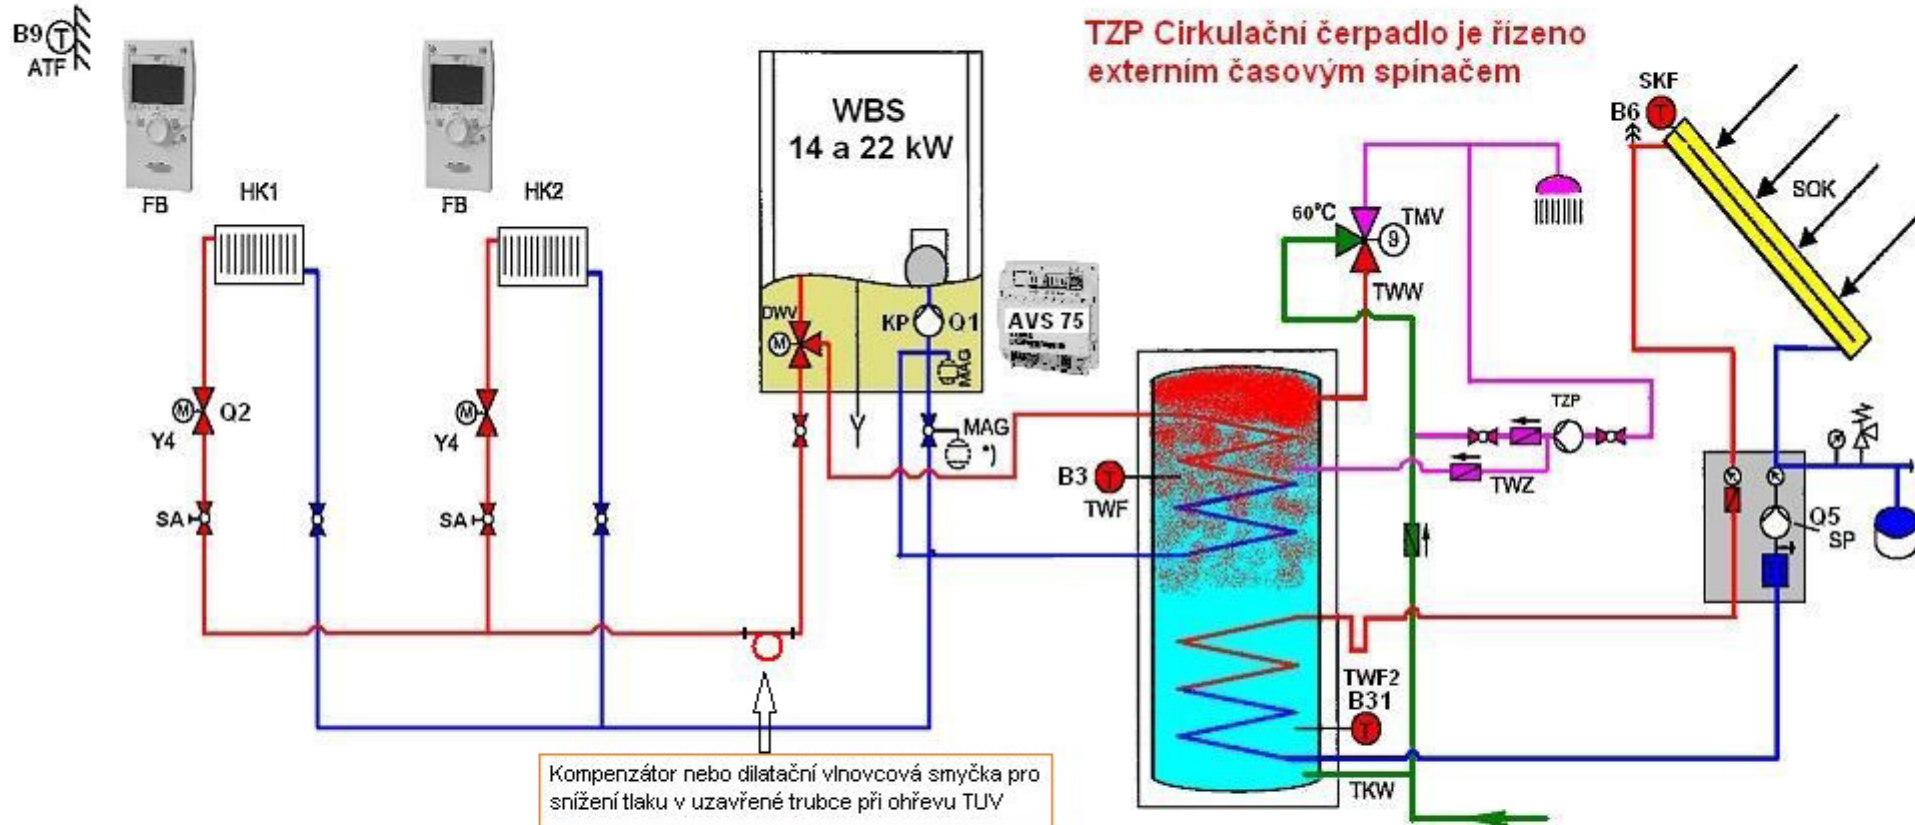 TZP Cirkulační čerpadlo je řízeno
externím časovým spínačem
B9 T
ATF
FB
HK1
FB
HK2
WBS
14 a 22 kW
DWV
M
KP
Q1
MAG
AVS 75
MAG
*)
M
Q2
Y4
M
Y4
SA
SA
60°C
TMV
9
TWW
SKF
B6
T
SOK
TZP
TWZ
B3
T
TWF
Q5
SP
TWF2
B31
T
TKW
Kompenzátor nebo dilatační vlnovcová smyčka pro
snížení tlaku v uzavřené trubce při ohřevu TUV